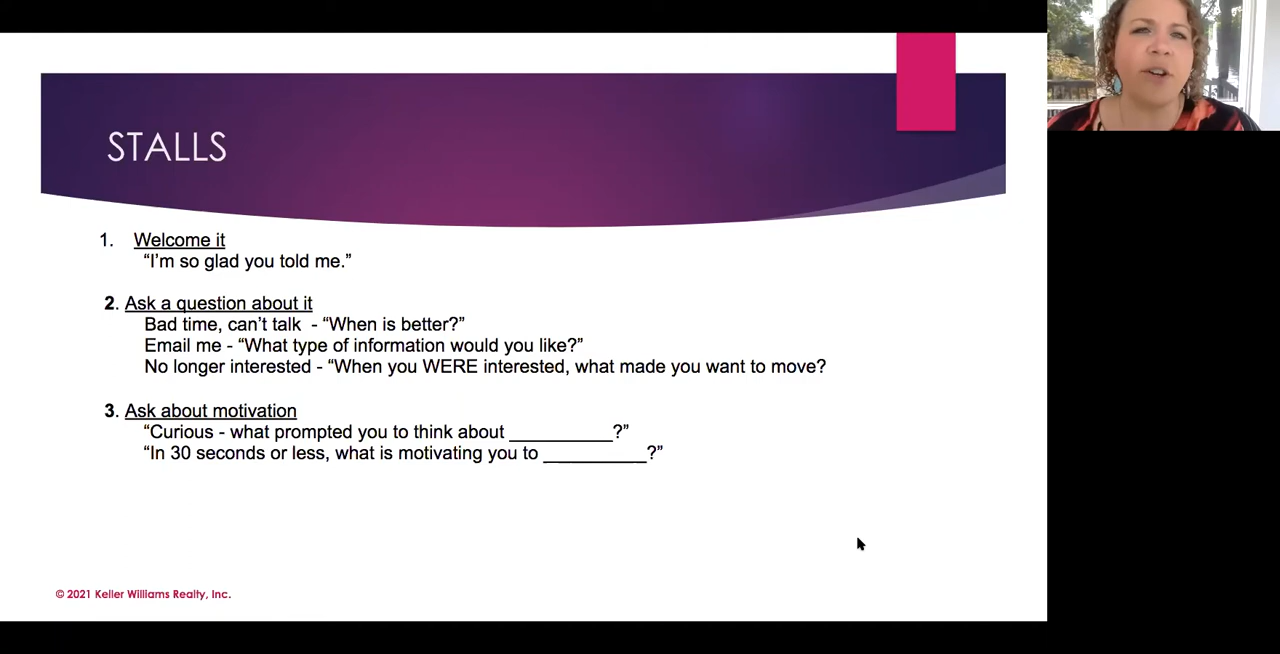 STALLS
1. Welcome it
“I’m so glad you told me.”
2. Ask a question about it
Bad time, can’t talk - “When is better?”
Email me - “What type of information would you like?”
No longer interested - “When you WERE interested, what made you want to move?
3. Ask about motivation
“Curious - what prompted you to think about __________?”
“In 30 seconds or less, what is motivating you to __________?”
© 2021 Keller Williams Realty, Inc.